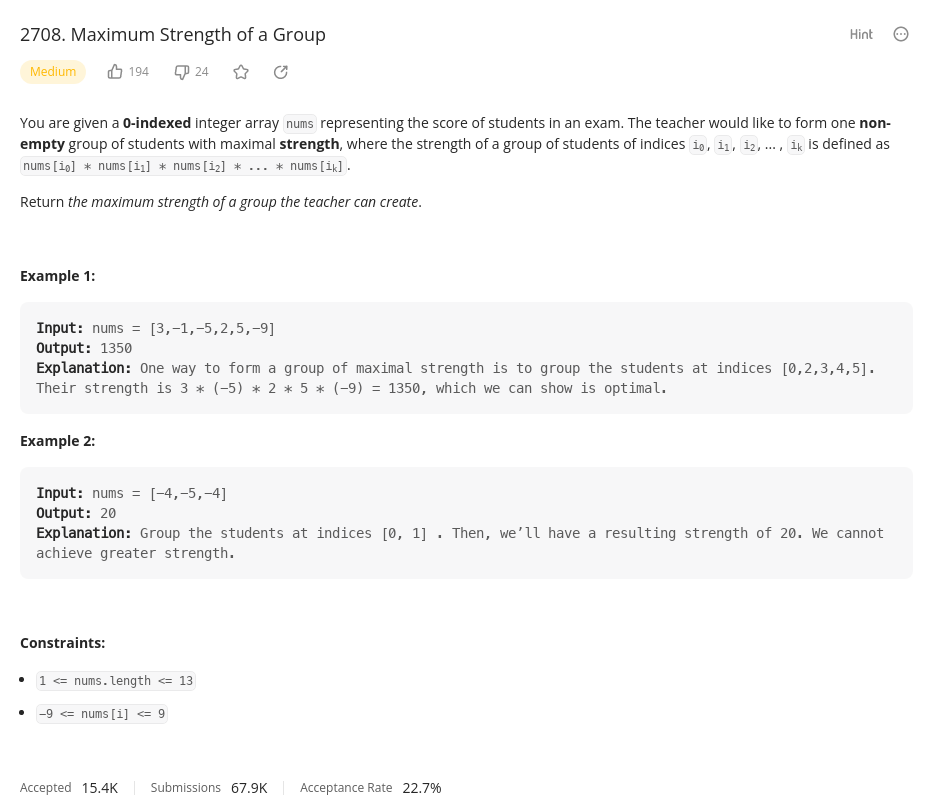 2708. Maximum Strength of a Group
Hint
Medium 194 24
You are given a 0-indexed integer array nums representing the score of students in an exam. The teacher would like to form one non-
empty group of students with maximal strength, where the strength of a group of students of indices i₀, i₁, i₂, ... , iₖ is defined as
nums[i₀] * nums[i₁] * nums[i₂] * ... * nums[iₖ].
Return the maximum strength of a group the teacher can create.
Example 1:
Input: nums = [3,-1,-5,2,5,-9]
Output: 1350
Explanation: One way to form a group of maximal strength is to group the students at indices [0,2,3,4,5].
Their strength is 3 * (-5) * 2 * 5 * (-9) = 1350, which we can show is optimal.
Example 2:
Input: nums = [-4,-5,-4]
Output: 20
Explanation: Group the students at indices [0, 1] . Then, we’ll have a resulting strength of 20. We cannot
achieve greater strength.
Constraints:
• 1 <= nums.length <= 13
• -9 <= nums[i] <= 9
Accepted 15.4K Submissions 67.9K Acceptance Rate 22.7%